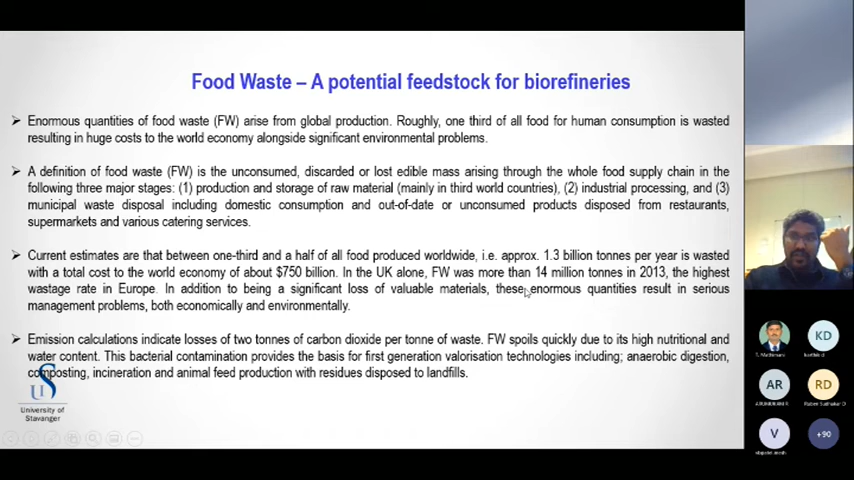 Food Waste – A potential feedstock for biorefineries
➢ Enormous quantities of food waste (FW) arise from global production. Roughly, one third of all food for human consumption is wasted
resulting in huge costs to the world economy alongside significant environmental problems.
➢ A definition of food waste (FW) is the unconsumed, discarded or lost edible mass arising through the whole food supply chain in the
following three major stages: (1) production and storage of raw material (mainly in third world countries), (2) industrial processing, and (3)
municipal waste disposal including domestic consumption and out-of-date or unconsumed products disposed from restaurants,
supermarkets and various catering services.
➢ Current estimates are that between one-third and a half of all food produced worldwide, i.e. approx. 1.3 billion tonnes per year is wasted
with a total cost to the world economy of about $750 billion. In the UK alone, FW was more than 14 million tonnes in 2013, the highest
wastage rate in Europe. In addition to being a significant loss of valuable materials, these enormous quantities result in serious
management problems, both economically and environmentally.
➢ Emission calculations indicate losses of two tonnes of carbon dioxide per tonne of waste. FW spoils quickly due to its high nutritional and
water content. This bacterial contamination provides the basis for first generation valorisation technologies including; anaerobic digestion,
composting, incineration and animal feed production with residues disposed to landfills.
University of
Stavanger
KD
AR
RD
V
+90